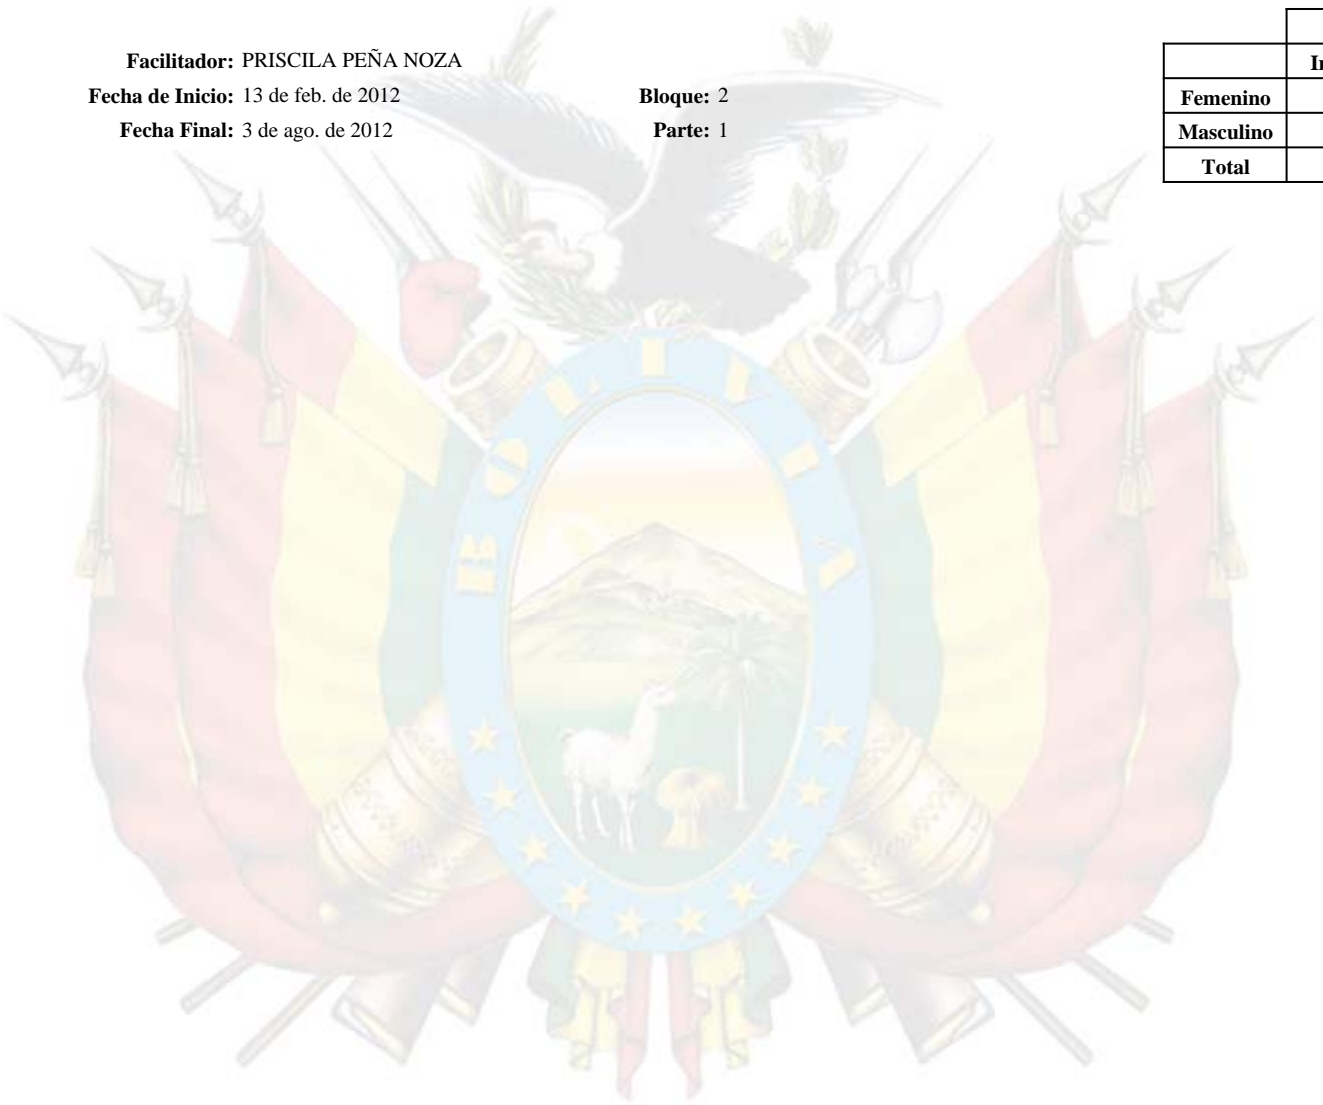 Facilitador: PRISCILA PEÑA NOZA
Fecha de Inicio: 13 de feb. de 2012 Bloque: 2
Fecha Final: 3 de ago. de 2012 Parte: 1
Femenino
Masculino
Total
BOLIVIA